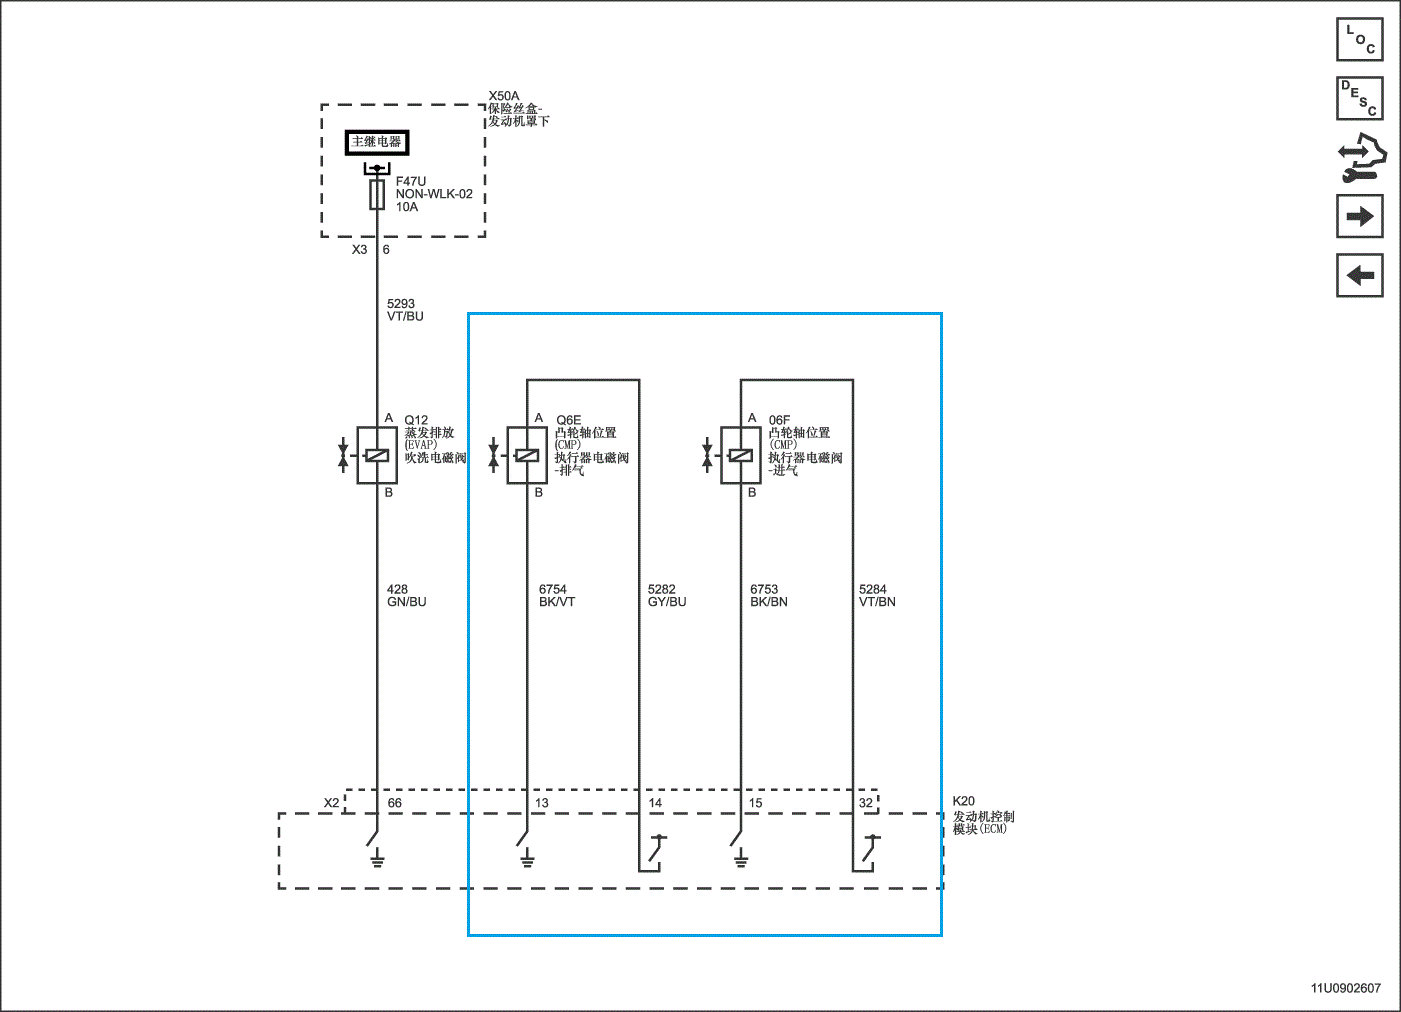 L
O
C
D
E
S
C
X50A
保险丝盒-
发动机罩下
主继电器
F47U
NON-WLK-02
10A
X3 6
5293
VT/BU
A Q12
蒸发排放
(EVAP)
吹洗电磁阀
B
A Q6E
凸轮轴位置
(CMP)
执行器电磁阀
-排气
B
A 06F
凸轮轴位置
(CMP)
执行器电磁阀
-进气
B
428
GN/BU
6754
BK/VT
5282
GY/BU
6753
BK/BN
5284
VT/BN
X2 66 13 14 15 32
K20
发动机控制
模块(ECM)
11U0902607